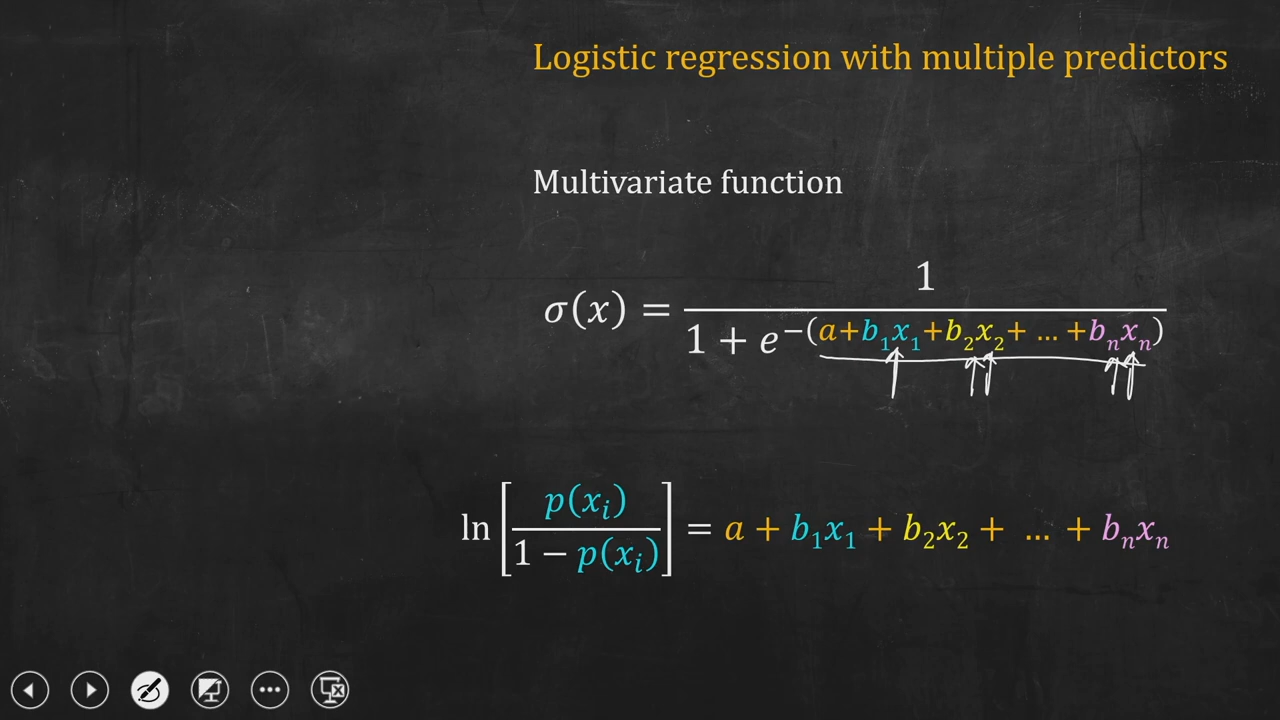 Logistic regression with multiple predictors
Multivariate function
σ(x) = 1 / (1 + e^−(a+b₁x₁+b₂x₂+ ... +bₙxₙ))
ln[p(xᵢ) / (1 − p(xᵢ))] = a + b₁x₁ + b₂x₂ + ... + bₙxₙ